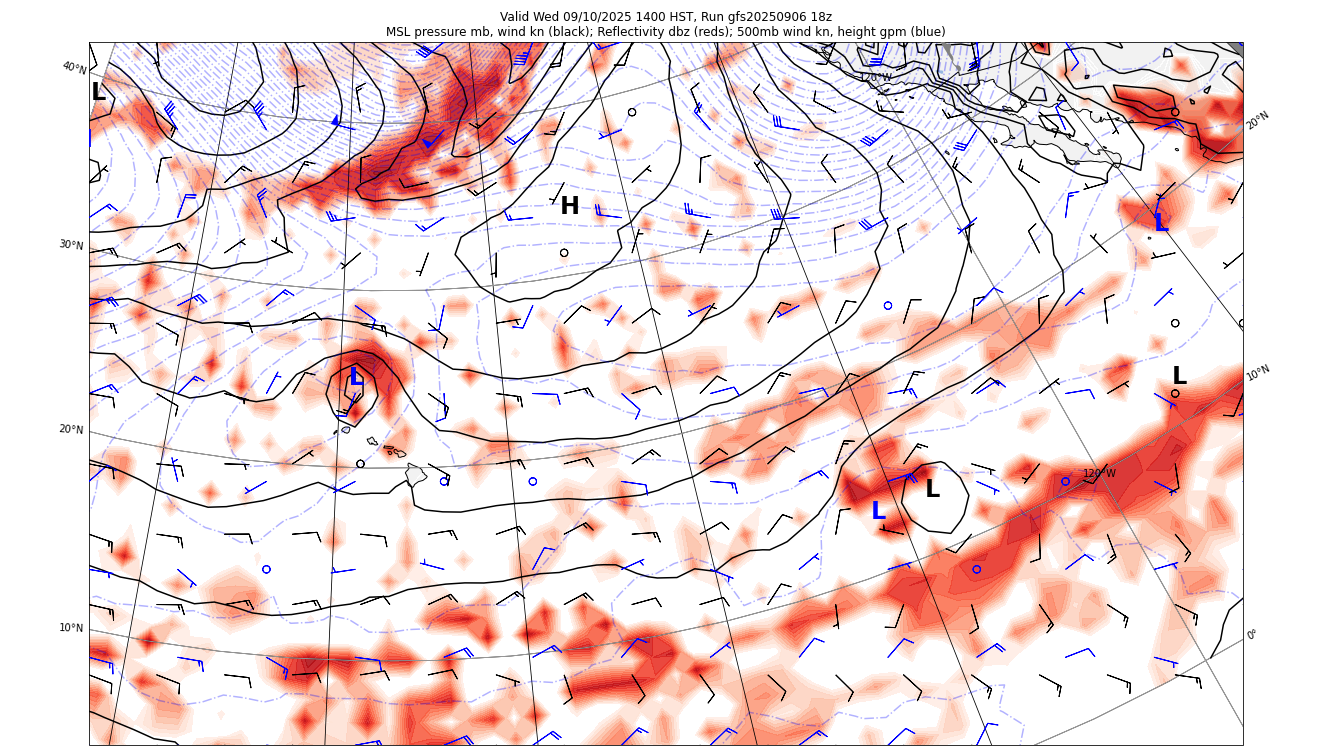 Valid Wed 09/10/2025 1400 HST, Run gfs20250906 18z
MSL pressure mb, wind kn (black); Reflectivity dbz (reds); 500mb wind kn, height gpm (blue)
40°N
120°W
L
20°N
H
L
30°N
L
L
10°N
20°N
120°W
L
L
10°N
0°